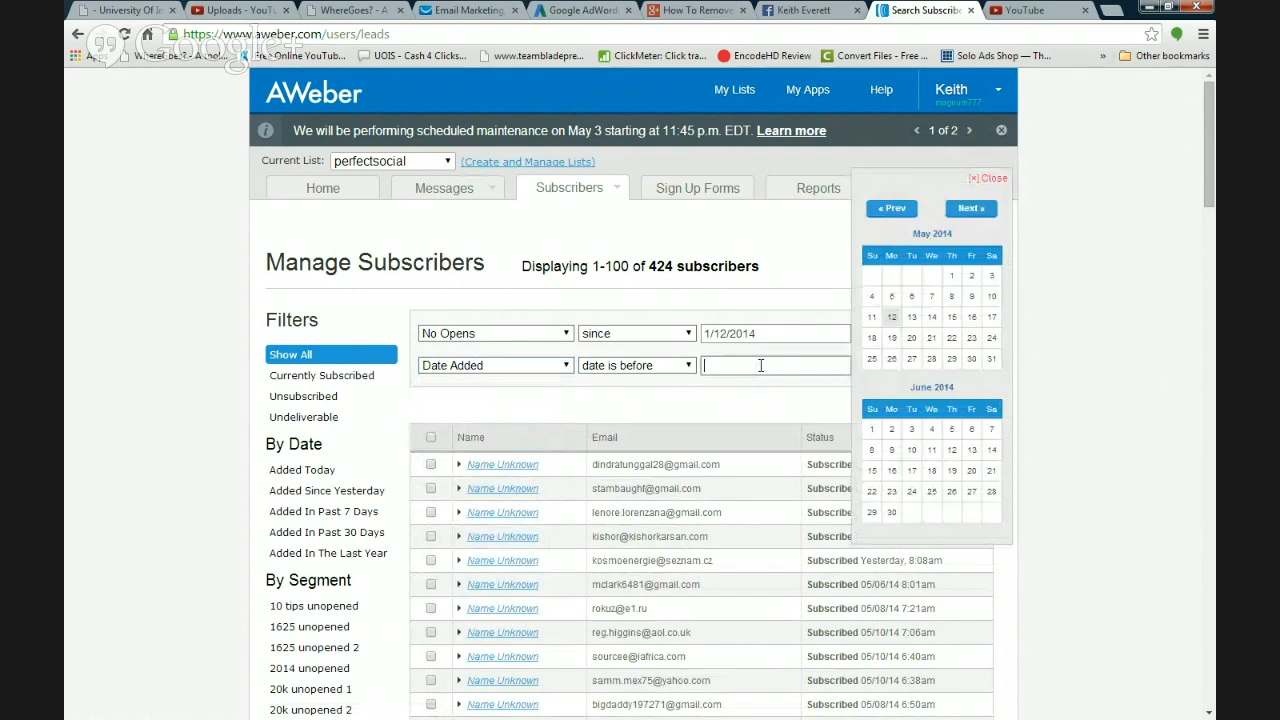 - University Of In
Uploads - YouTu
WhereGoes? - A
Email Marketing,
Google AdWord
How To Remov
Keith Everett
Search Subscrib
YouTube
https://www.aweber.com/users/leads
Google+
Apps
WhereGoes? - A
Free Online YouTub...
UOIS - Cash 4 Clicks...
www.teambladepre...
ClickMeter: Click tra...
EncodeHD Review
Convert Files - Free ...
Solo Ads Shop — Th...
»
Other bookmarks
AWeber
My Lists
My Apps
Help
Keith
magnum777
We will be performing scheduled maintenance on May 3 starting at 11:45 p.m. EDT. Learn more
1 of 2
Current List: perfectsocial (Create and Manage Lists)
Home
Messages
Subscribers
Sign Up Forms
Reports
Manage Subscribers
Displaying 1-100 of 424 subscribers
Filters
Show All
Currently Subscribed
Unsubscribed
Undeliverable
By Date
Added Today
Added Since Yesterday
Added In Past 7 Days
Added In Past 30 Days
Added In The Last Year
By Segment
10 tips unopened
1625 unopened
1625 unopened 2
2014 unopened
20k unopened 1
20k unopened 2
No Opens since 1/12/2014
Date Added date is before
Name Email Status
Name Unknown dindratunggal28@gmail.com Subscribe
Name Unknown stambaughf@gmail.com Subscribe
Name Unknown lenore.lorenzana@gmail.com Subscribe
Name Unknown kishor@kishorkarsan.com Subscribe
Name Unknown kosmoenergie@seznam.cz Subscribed Yesterday, 8:08am
Name Unknown mclark6481@gmail.com Subscribed 05/06/14 8:01am
Name Unknown rokuz@e1.ru Subscribed 05/08/14 7:21am
Name Unknown reg.higgins@aol.co.uk Subscribed 05/10/14 7:06am
Name Unknown sourcee@iafrica.com Subscribed 05/10/14 6:40am
Name Unknown samm.mex75@yahoo.com Subscribed 05/10/14 6:38am
Name Unknown bigdaddy197271@gmail.com Subscribed 05/10/14 6:50am
[×] Close
« Prev
Next »
May 2014
Su Mo Tu We Th Fr Sa
1 2 3
4 5 6 7 8 9 10
11 12 13 14 15 16 17
18 19 20 21 22 23 24
25 26 27 28 29 30 31
June 2014
Su Mo Tu We Th Fr Sa
1 2 3 4 5 6 7
8 9 10 11 12 13 14
15 16 17 18 19 20 21
22 23 24 25 26 27 28
29 30